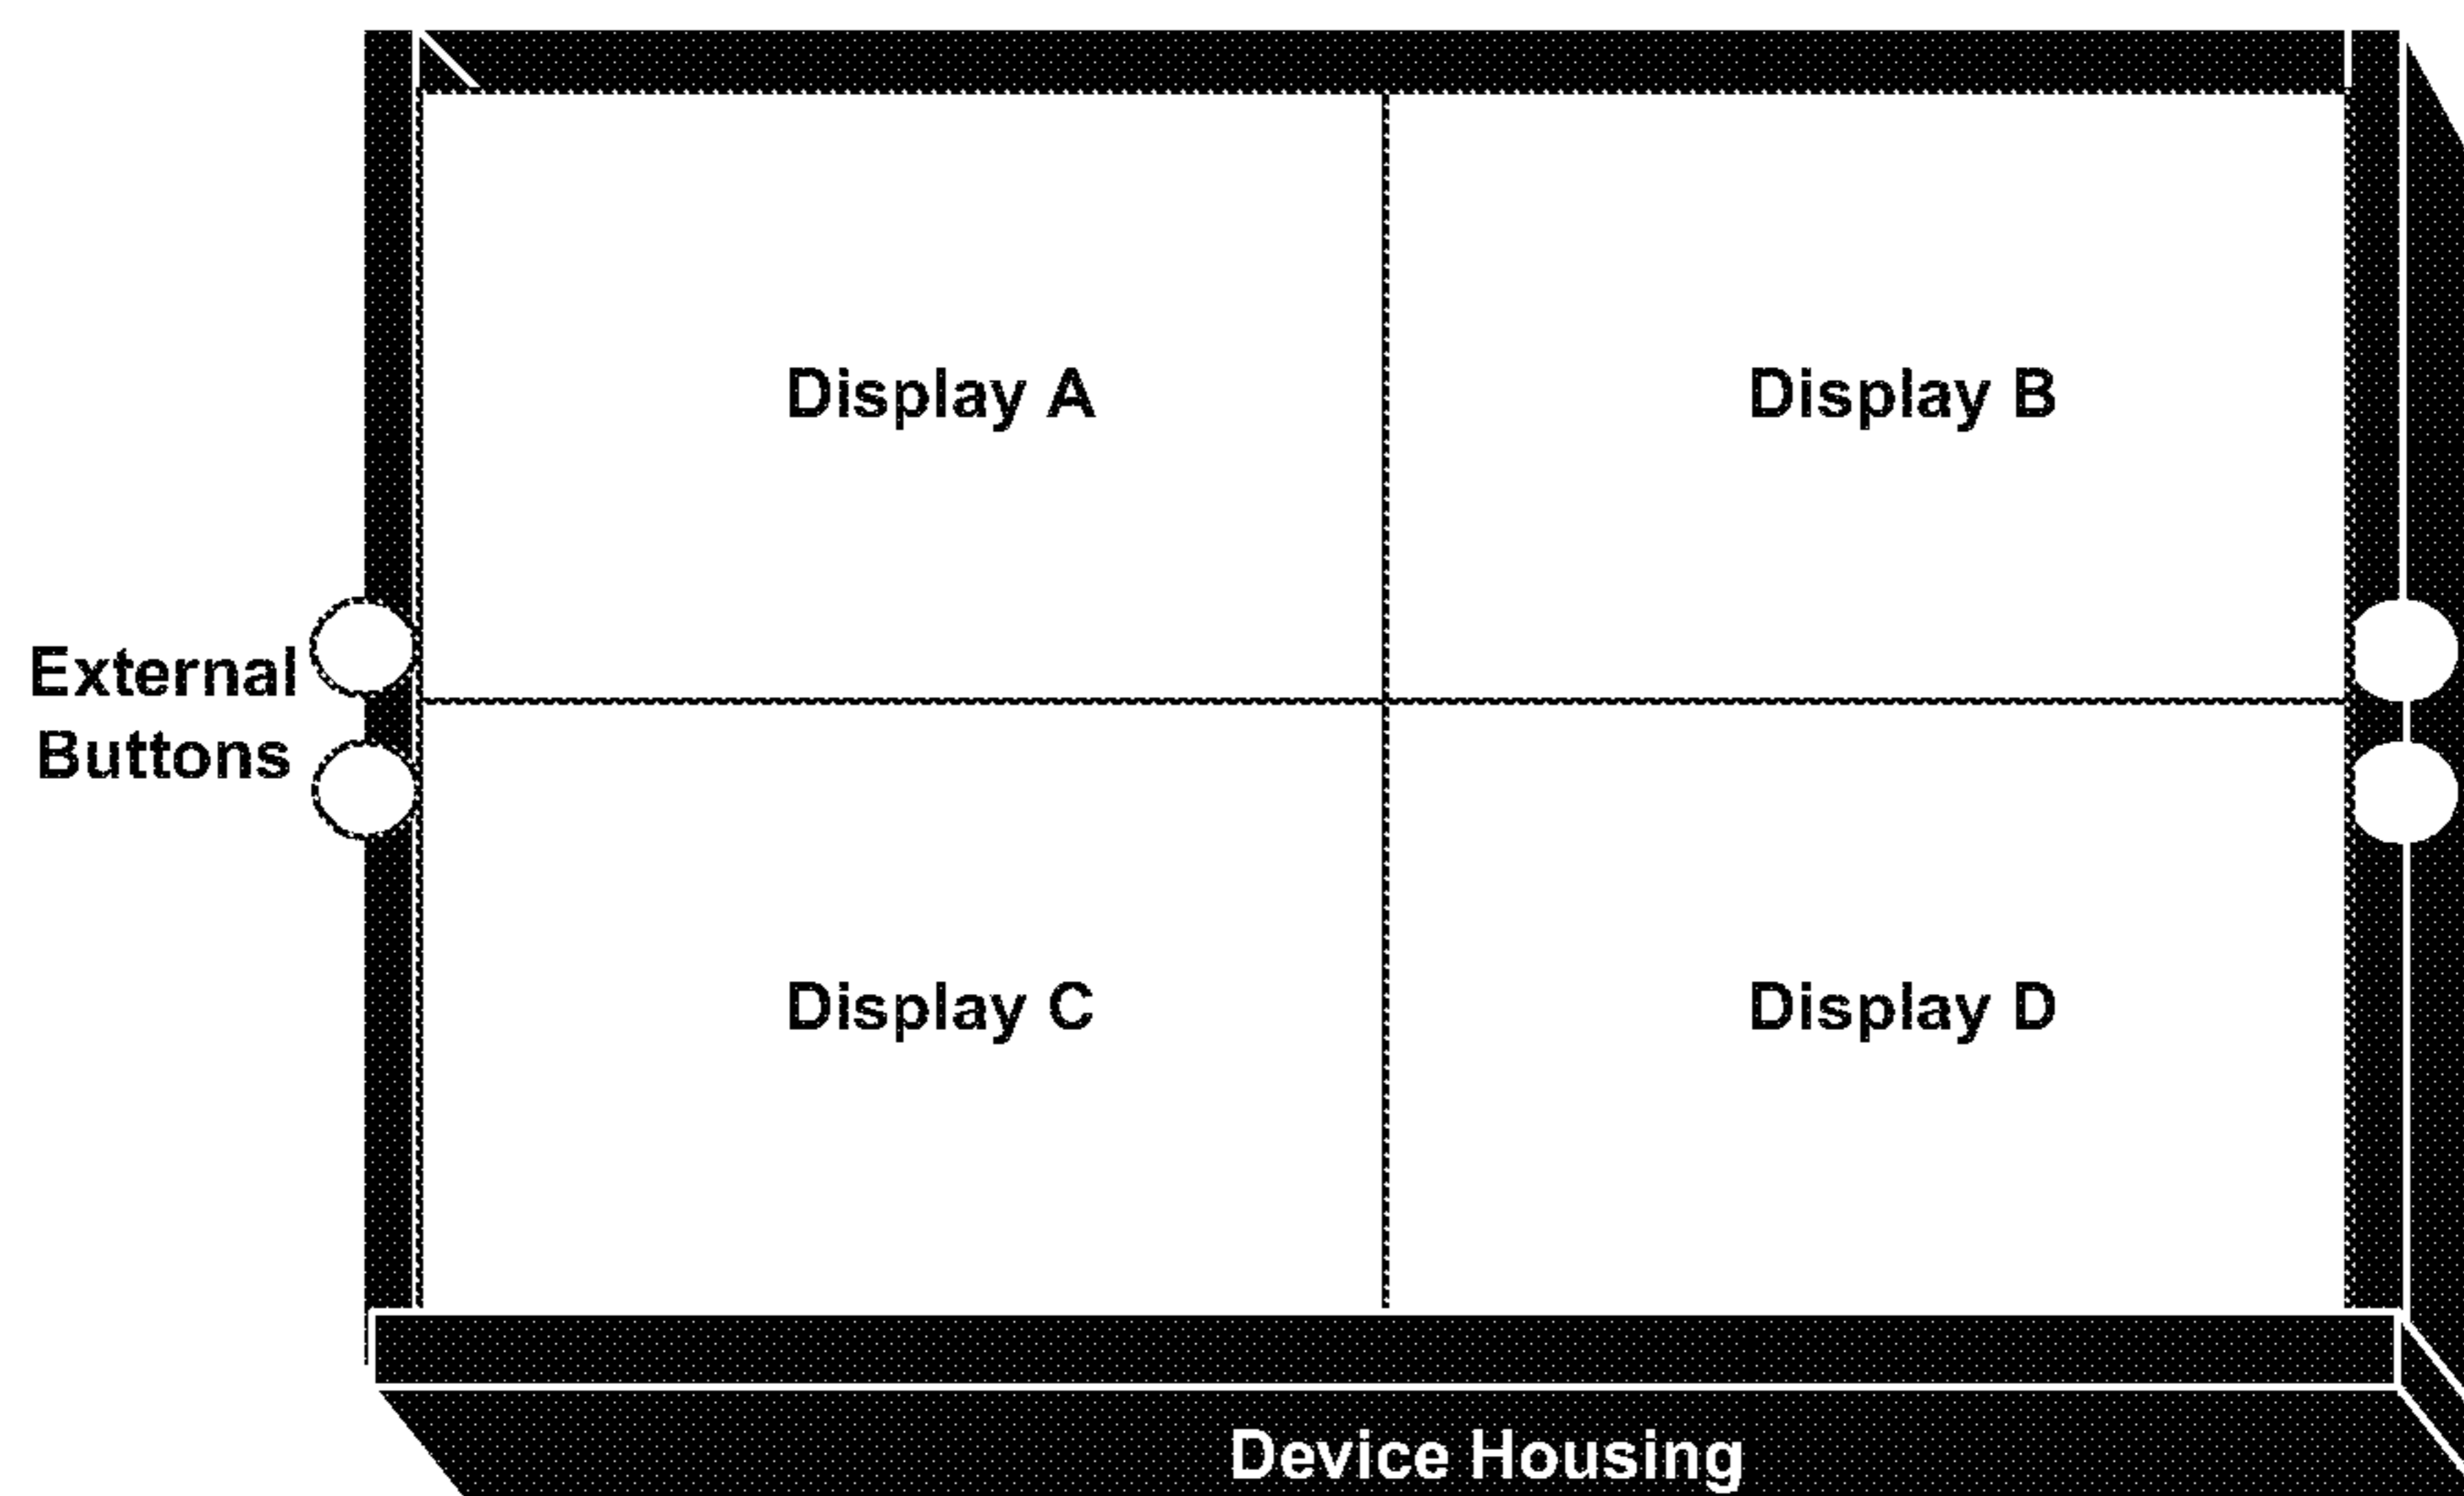 Display A
Display B
External
Buttons
Display C
Display D
Device Housing